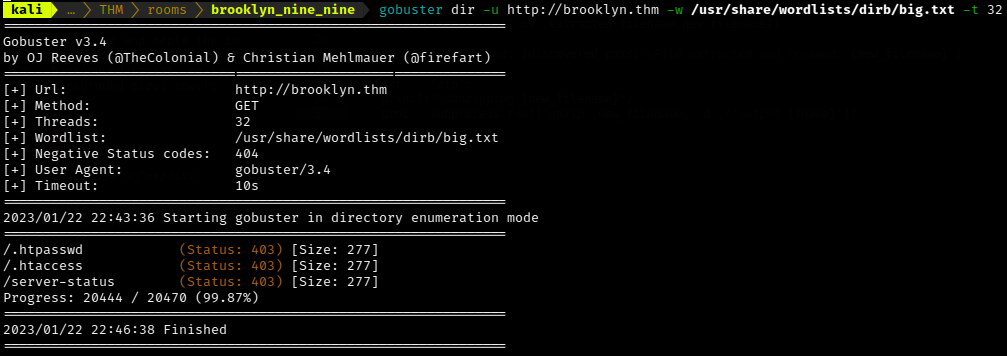 kali … THM rooms brooklyn_nine_nine gobuster dir -u http://brooklyn.thm -w /usr/share/wordlists/dirb/big.txt -t 32
===============================================================
Gobuster v3.4
by OJ Reeves (@TheColonial) & Christian Mehlmauer (@firefart)
===============================================================
[+] Url:                     http://brooklyn.thm
[+] Method:                  GET
[+] Threads:                 32
[+] Wordlist:                /usr/share/wordlists/dirb/big.txt
[+] Negative Status codes:   404
[+] User Agent:              gobuster/3.4
[+] Timeout:                 10s
===============================================================
2023/01/22 22:43:36 Starting gobuster in directory enumeration mode
===============================================================
/.htpasswd            (Status: 403) [Size: 277]
/.htaccess            (Status: 403) [Size: 277]
/server-status        (Status: 403) [Size: 277]
Progress: 20444 / 20470 (99.87%)
===============================================================
2023/01/22 22:46:38 Finished
===============================================================